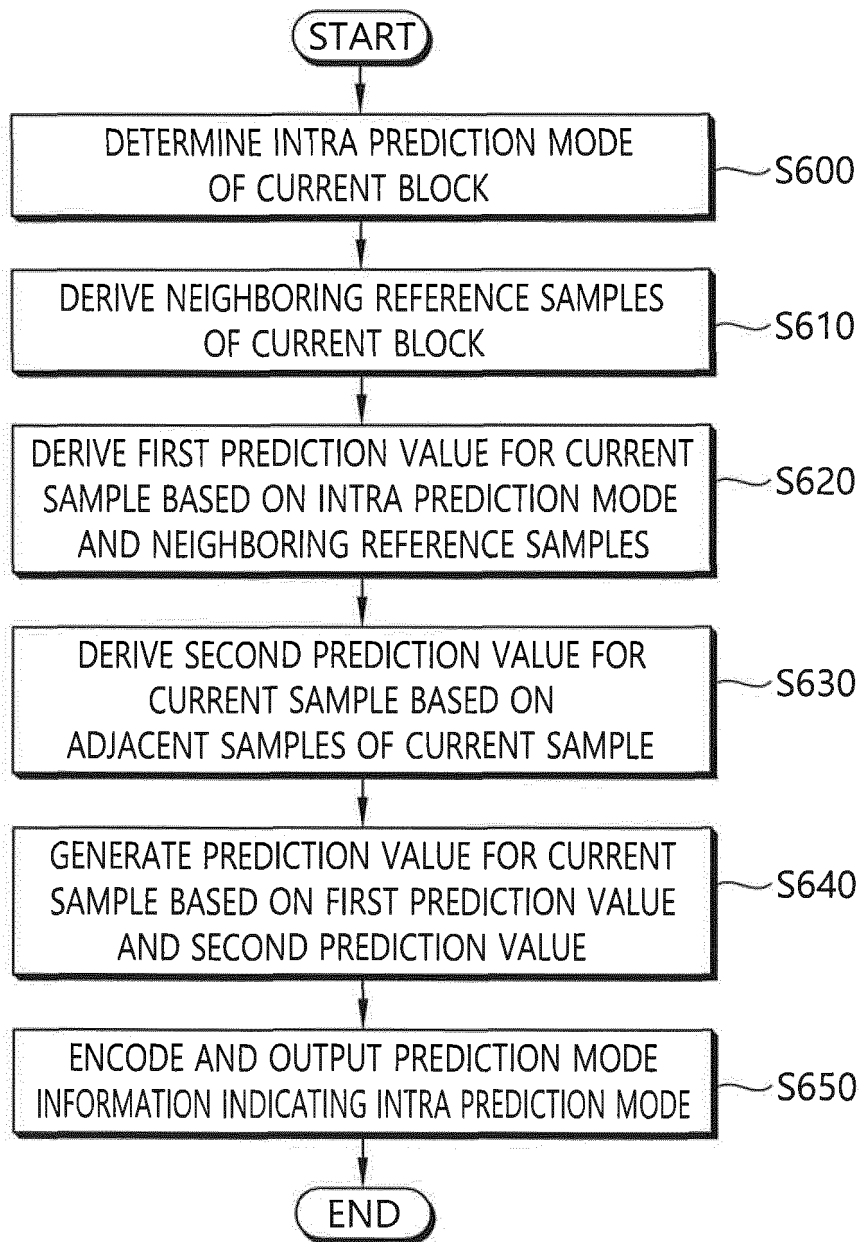 START
DETERMINE INTRA PREDICTION MODE
OF CURRENT BLOCK
S600
DERIVE NEIGHBORING REFERENCE SAMPLES
OF CURRENT BLOCK
S610
DERIVE FIRST PREDICTION VALUE FOR CURRENT
SAMPLE BASED ON INTRA PREDICTION MODE
AND NEIGHBORING REFERENCE SAMPLES
S620
DERIVE SECOND PREDICTION VALUE FOR
CURRENT SAMPLE BASED ON
ADJACENT SAMPLES OF CURRENT SAMPLE
S630
GENERATE PREDICTION VALUE FOR CURRENT
SAMPLE BASED ON FIRST PREDICTION VALUE
AND SECOND PREDICTION VALUE
S640
ENCODE AND OUTPUT PREDICTION MODE
INFORMATION INDICATING INTRA PREDICTION MODE
S650
END